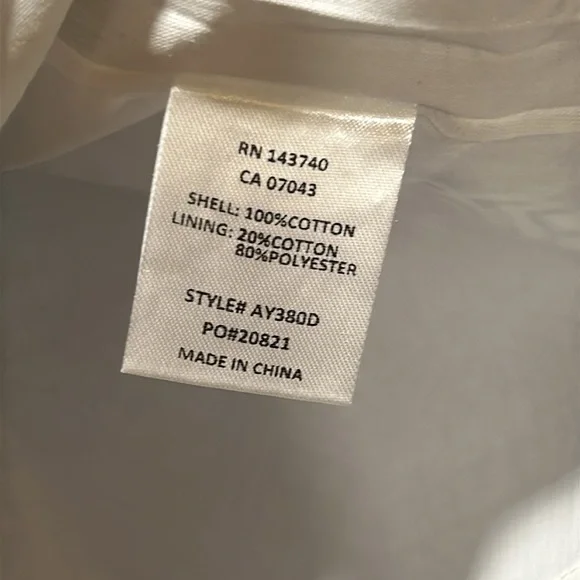 RN 143740
CA 07043
SHELL: 100%COTTON
LINING: 20%COTTON
80%POLYESTER
STYLE# AY380D
PO#20821
MADE IN CHINA